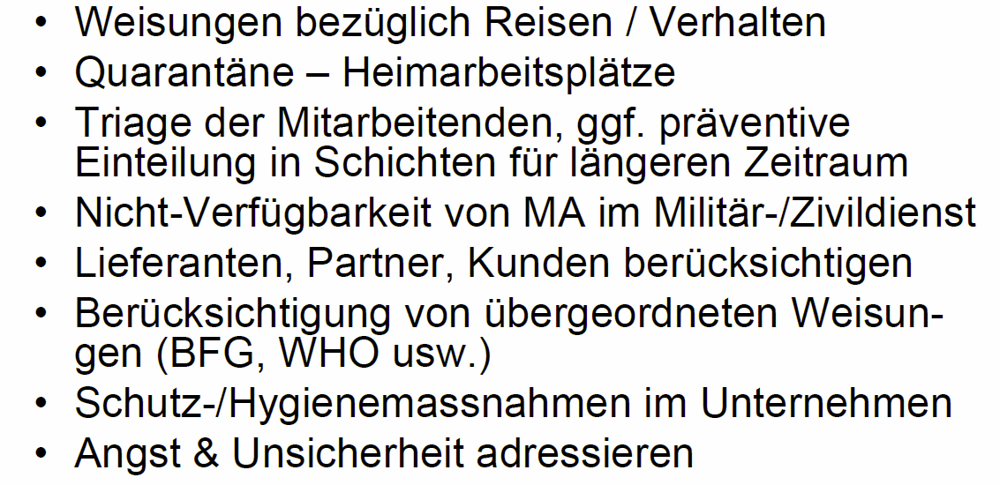 • Weisungen bezüglich Reisen / Verhalten
• Quarantäne – Heimarbeitsplätze
• Triage der Mitarbeitenden, ggf. präventive
Einteilung in Schichten für längeren Zeitraum
• Nicht-Verfügbarkeit von MA im Militär-/Zivildienst
• Lieferanten, Partner, Kunden berücksichtigen
• Berücksichtigung von übergeordneten Weisun-
gen (BFG, WHO usw.)
• Schutz-/Hygienemassnahmen im Unternehmen
• Angst & Unsicherheit adressieren